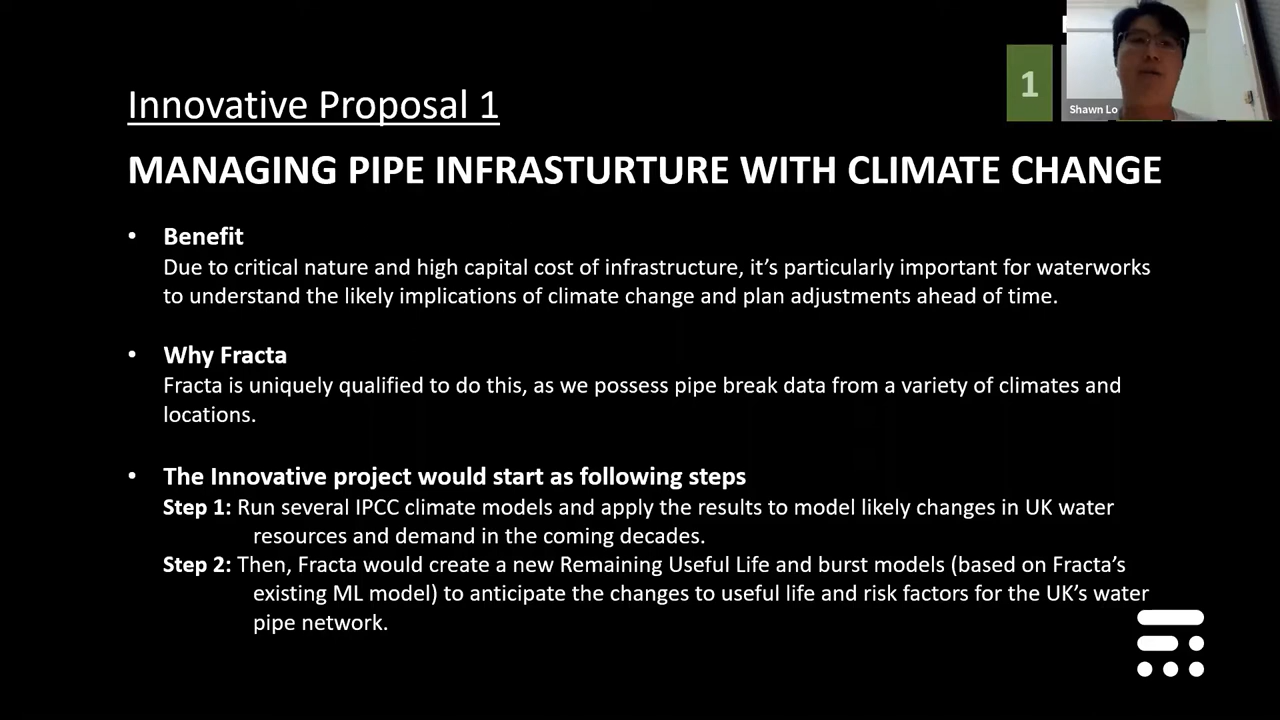 Innovative Proposal 1
1
Shawn Lo
MANAGING PIPE INFRASTURTURE WITH CLIMATE CHANGE
• Benefit
Due to critical nature and high capital cost of infrastructure, it’s particularly important for waterworks
to understand the likely implications of climate change and plan adjustments ahead of time.
• Why Fracta
Fracta is uniquely qualified to do this, as we possess pipe break data from a variety of climates and
locations.
• The Innovative project would start as following steps
Step 1: Run several IPCC climate models and apply the results to model likely changes in UK water
resources and demand in the coming decades.
Step 2: Then, Fracta would create a new Remaining Useful Life and burst models (based on Fracta’s
existing ML model) to anticipate the changes to useful life and risk factors for the UK’s water
pipe network.